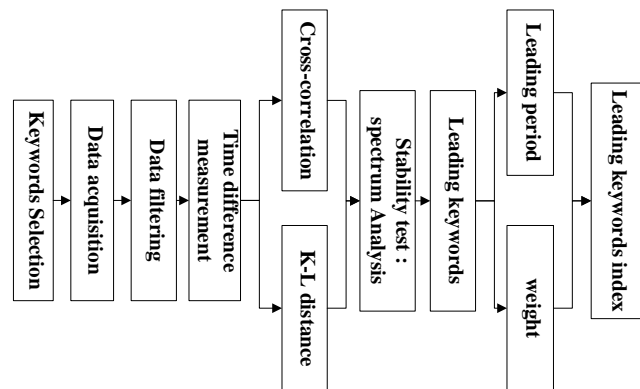 Keywords Selection
Data acquisition
Data filtering
Time difference
measurement
Cross-correlation
K-L distance
Stability test :
spectrum Analysis
Leading keywords
Leading period
weight
Leading keywords index